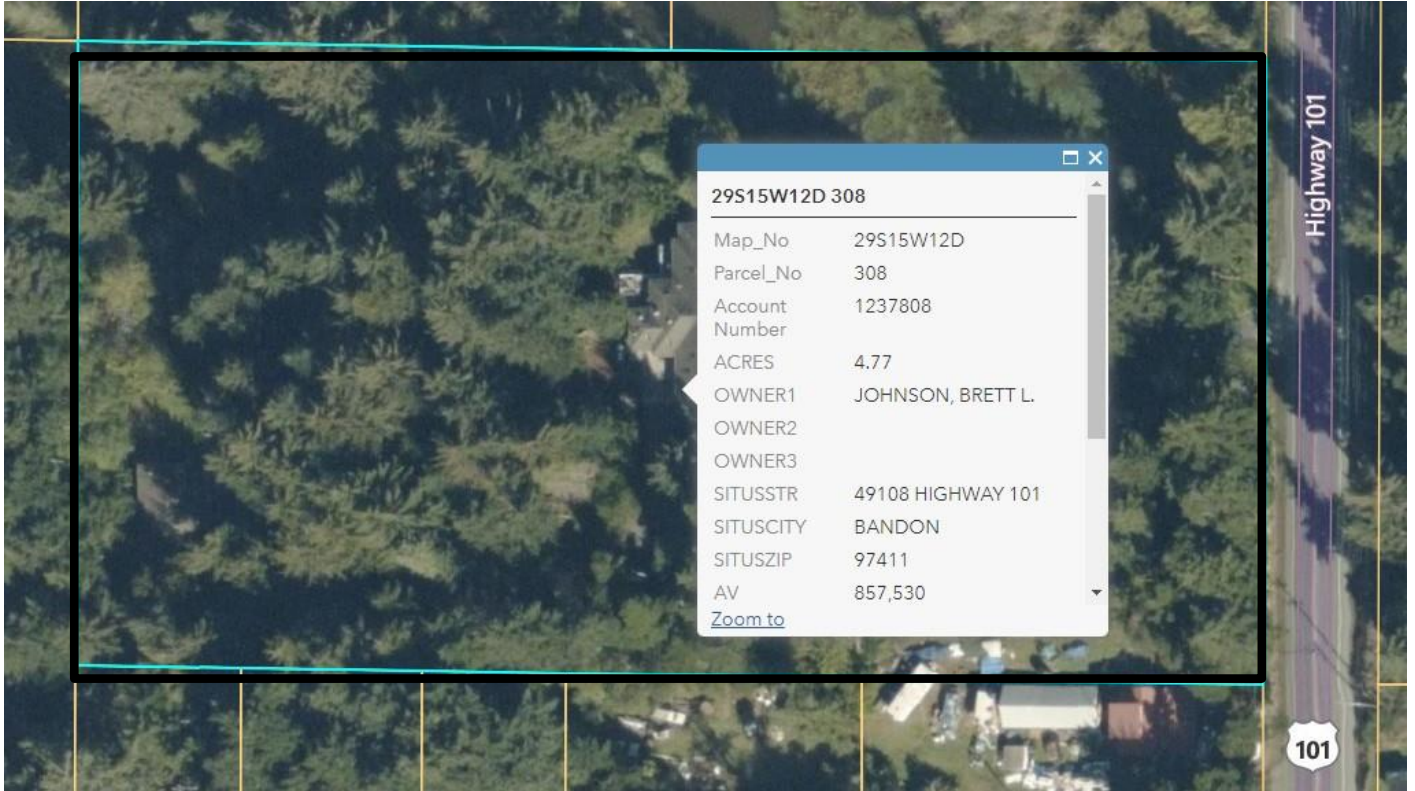 Highway 101
29S15W12D 308
Map_No 29S15W12D
Parcel_No 308
Account Number 1237808
ACRES 4.77
OWNER1 JOHNSON, BRETT L.
OWNER2
OWNER3
SITUSSTR 49108 HIGHWAY 101
SITUSCITY BANDON
SITUSZIP 97411
AV 857,530
Zoom to
101